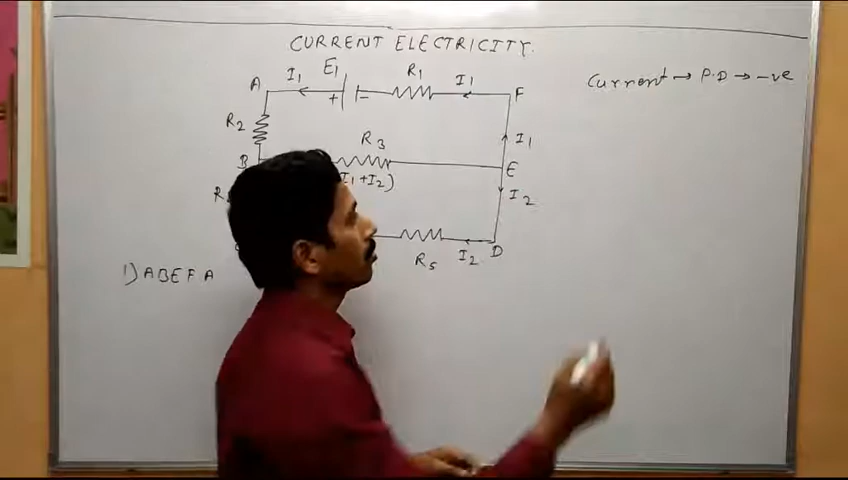 CURRENT ELECTRICITY.
Current → P.D → -ve
E1
I1
R1
I1
A
F
+
−
R2
I1
R3
B
E
I1+I2)
I2
R5
I2
D
1) ABEFA